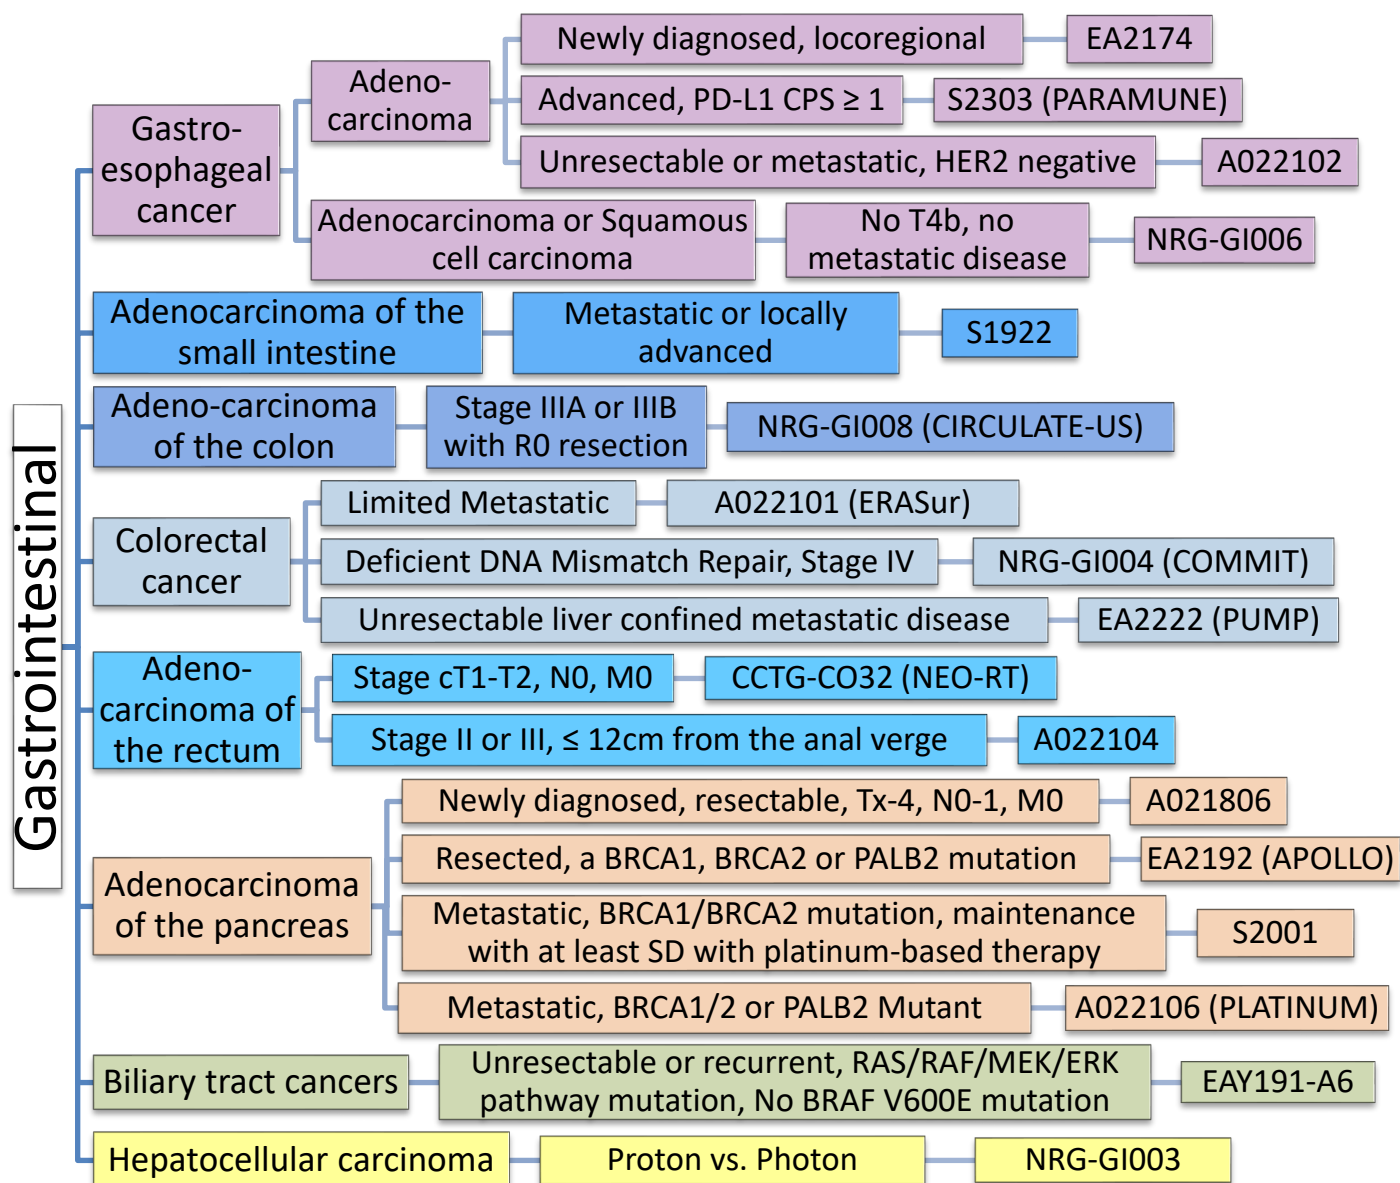 Gastrointestinal
Gastro-
esophageal
cancer
Adeno-
carcinoma
Newly diagnosed, locoregional
EA2174
Advanced, PD-L1 CPS ≥ 1
S2303 (PARAMUNE)
Unresectable or metastatic, HER2 negative
A022102
Adenocarcinoma or Squamous
cell carcinoma
No T4b, no
metastatic disease
NRG-GI006
Adenocarcinoma of the
small intestine
Metastatic or locally
advanced
S1922
Adeno-carcinoma
of the colon
Stage IIIA or IIIB
with R0 resection
NRG-GI008 (CIRCULATE-US)
Colorectal
cancer
Limited Metastatic
A022101 (ERASur)
Deficient DNA Mismatch Repair, Stage IV
NRG-GI004 (COMMIT)
Unresectable liver confined metastatic disease
EA2222 (PUMP)
Adeno-
carcinoma of
the rectum
Stage cT1-T2, N0, M0
CCTG-CO32 (NEO-RT)
Stage II or III, ≤ 12cm from the anal verge
A022104
Adenocarcinoma
of the pancreas
Newly diagnosed, resectable, Tx-4, N0-1, M0
A021806
Resected, a BRCA1, BRCA2 or PALB2 mutation
EA2192 (APOLLO)
Metastatic, BRCA1/BRCA2 mutation, maintenance
with at least SD with platinum-based therapy
S2001
Metastatic, BRCA1/2 or PALB2 Mutant
A022106 (PLATINUM)
Biliary tract cancers
Unresectable or recurrent, RAS/RAF/MEK/ERK
pathway mutation, No BRAF V600E mutation
EAY191-A6
Hepatocellular carcinoma
Proton vs. Photon
NRG-GI003